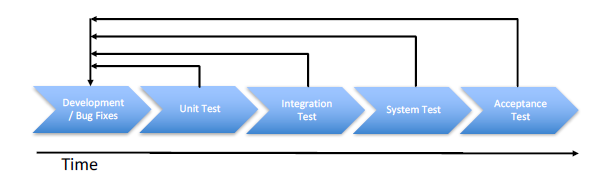 Development
/ Bug Fixes
Unit Test
Integration
Test
System Test
Acceptance
Test
Time